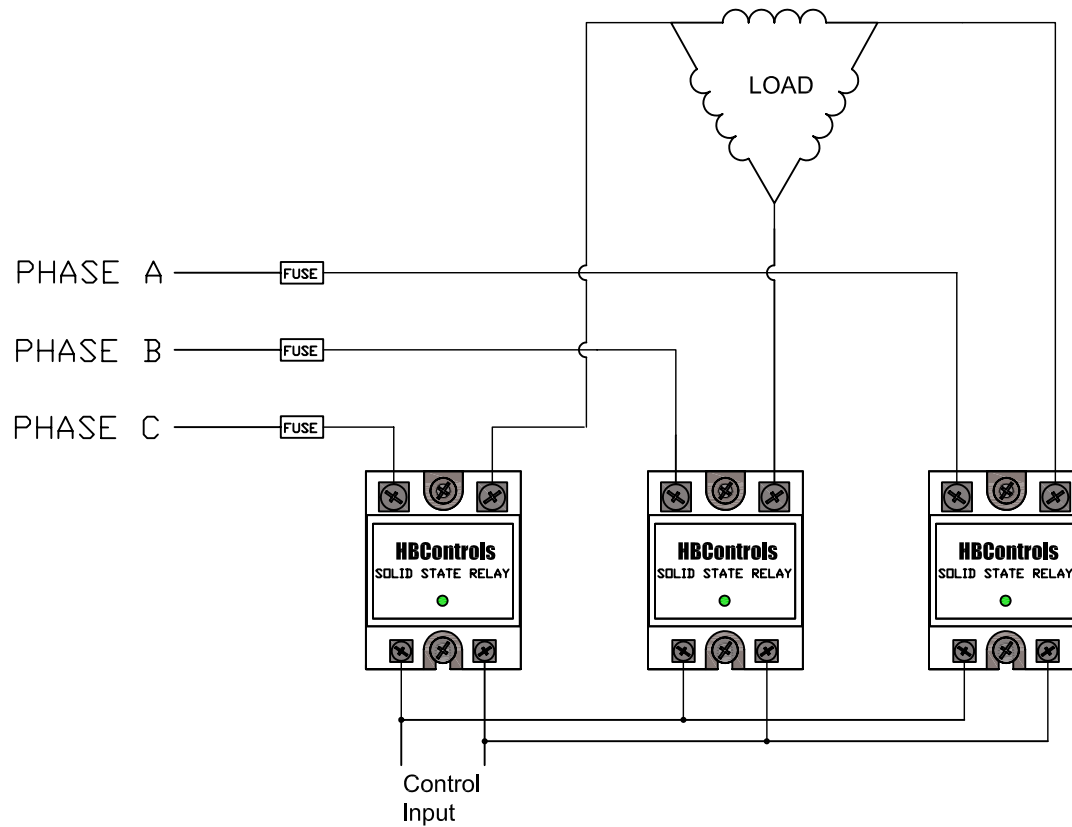 LOAD
PHASE A
FUSE
PHASE B
FUSE
PHASE C
FUSE
HBControls
SOLID STATE RELAY
HBControls
SOLID STATE RELAY
HBControls
SOLID STATE RELAY
Control
Input